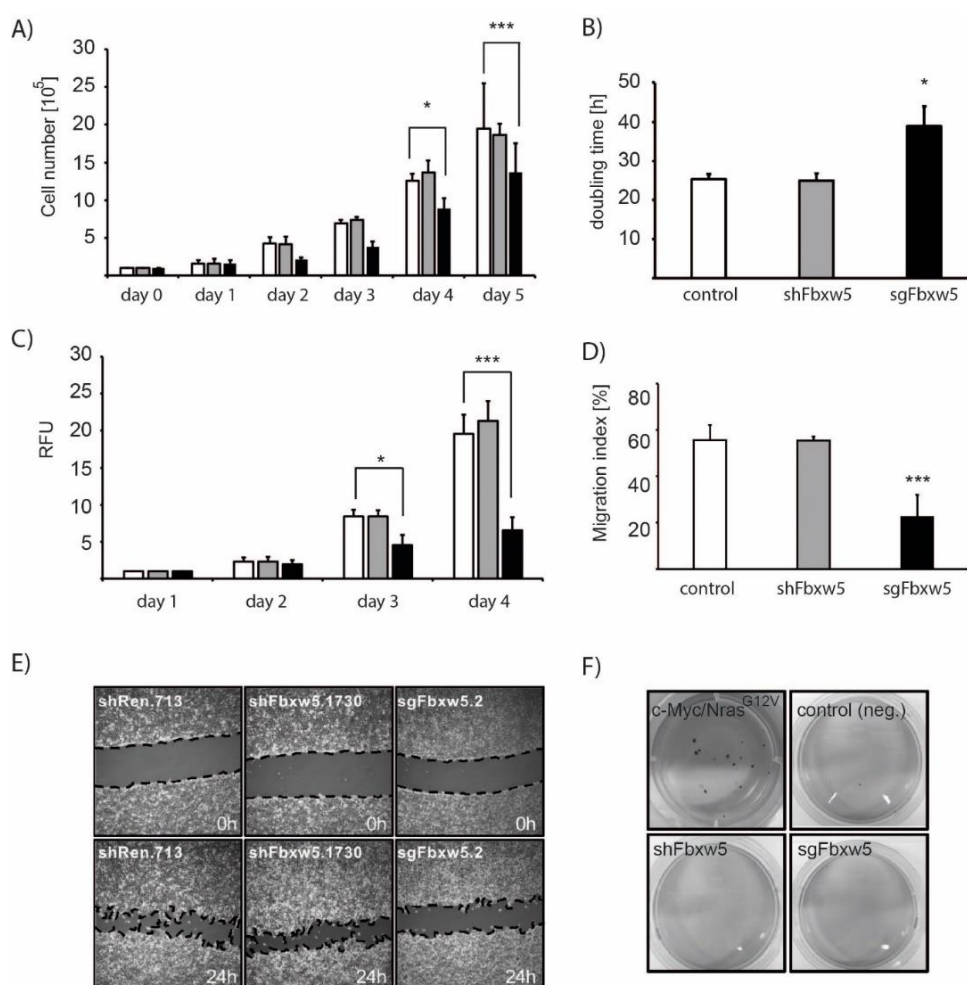 A)
Cell number [10⁵]
30
25
20
15
10
5
*
***
day 0 day 1 day 2 day 3 day 4 day 5
B)
doubling time [h]
50
40
30
20
10
*
control shFbxw5 sgFbxw5
C)
RFU
30
25
20
15
10
5
*
***
day 1 day 2 day 3 day 4
D)
Migration index [%]
80
60
40
20
***
control shFbxw5 sgFbxw5
E)
shRen.713 shFbxw5.1730 sgFbxw5.2
0h 0h 0h
shRen.713 shFbxw5.1730 sgFbxw5.2
24h 24h 24h
F)
c-Myc/Nras G12V control (neg.)
shFbxw5 sgFbxw5